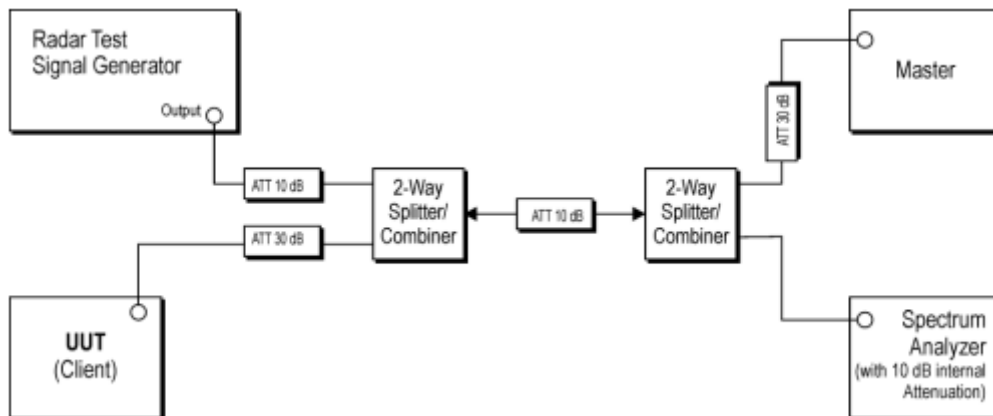 Radar Test
Signal Generator
Output
ATT 10 dB
ATT 30 dB
UUT
(Client)
2-Way
Splitter/
Combiner
ATT 10 dB
2-Way
Splitter/
Combiner
ATT 30 dB
Master
Spectrum
Analyzer
(with 10 dB internal
Attenuation)